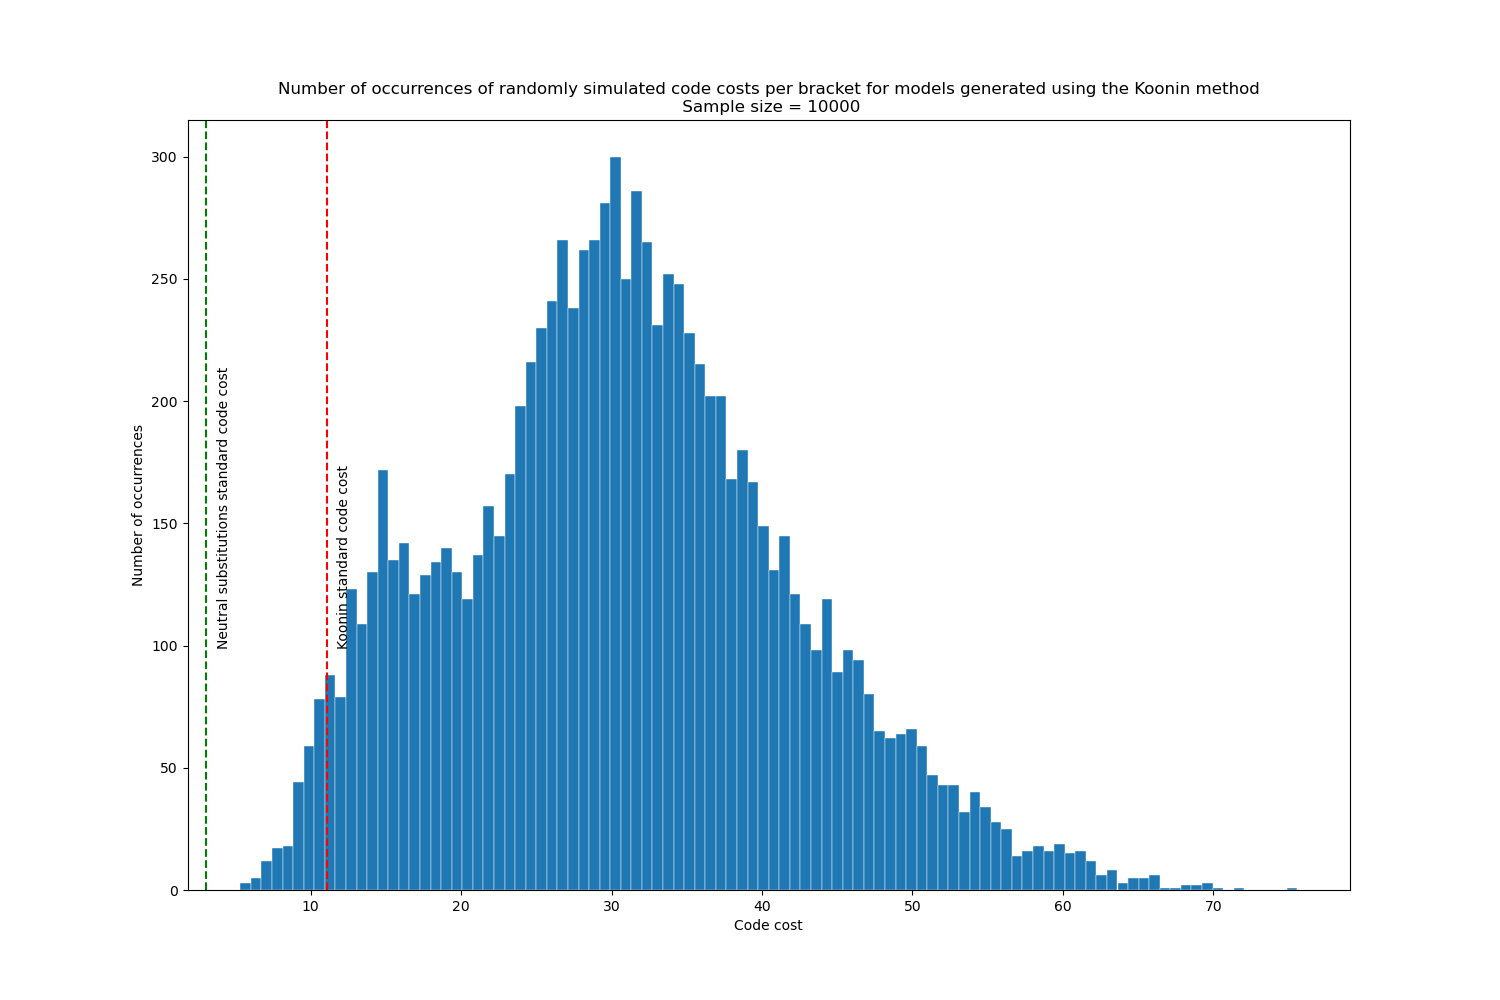 Number of occurrences of randomly simulated code costs per bracket for models generated using the Koonin method
Sample size = 10000
300
250
200
150
100
50
0
Number of occurrences
Neutral substitutions standard code cost
Koonin standard code cost
10
20
30
40
50
60
70
Code cost